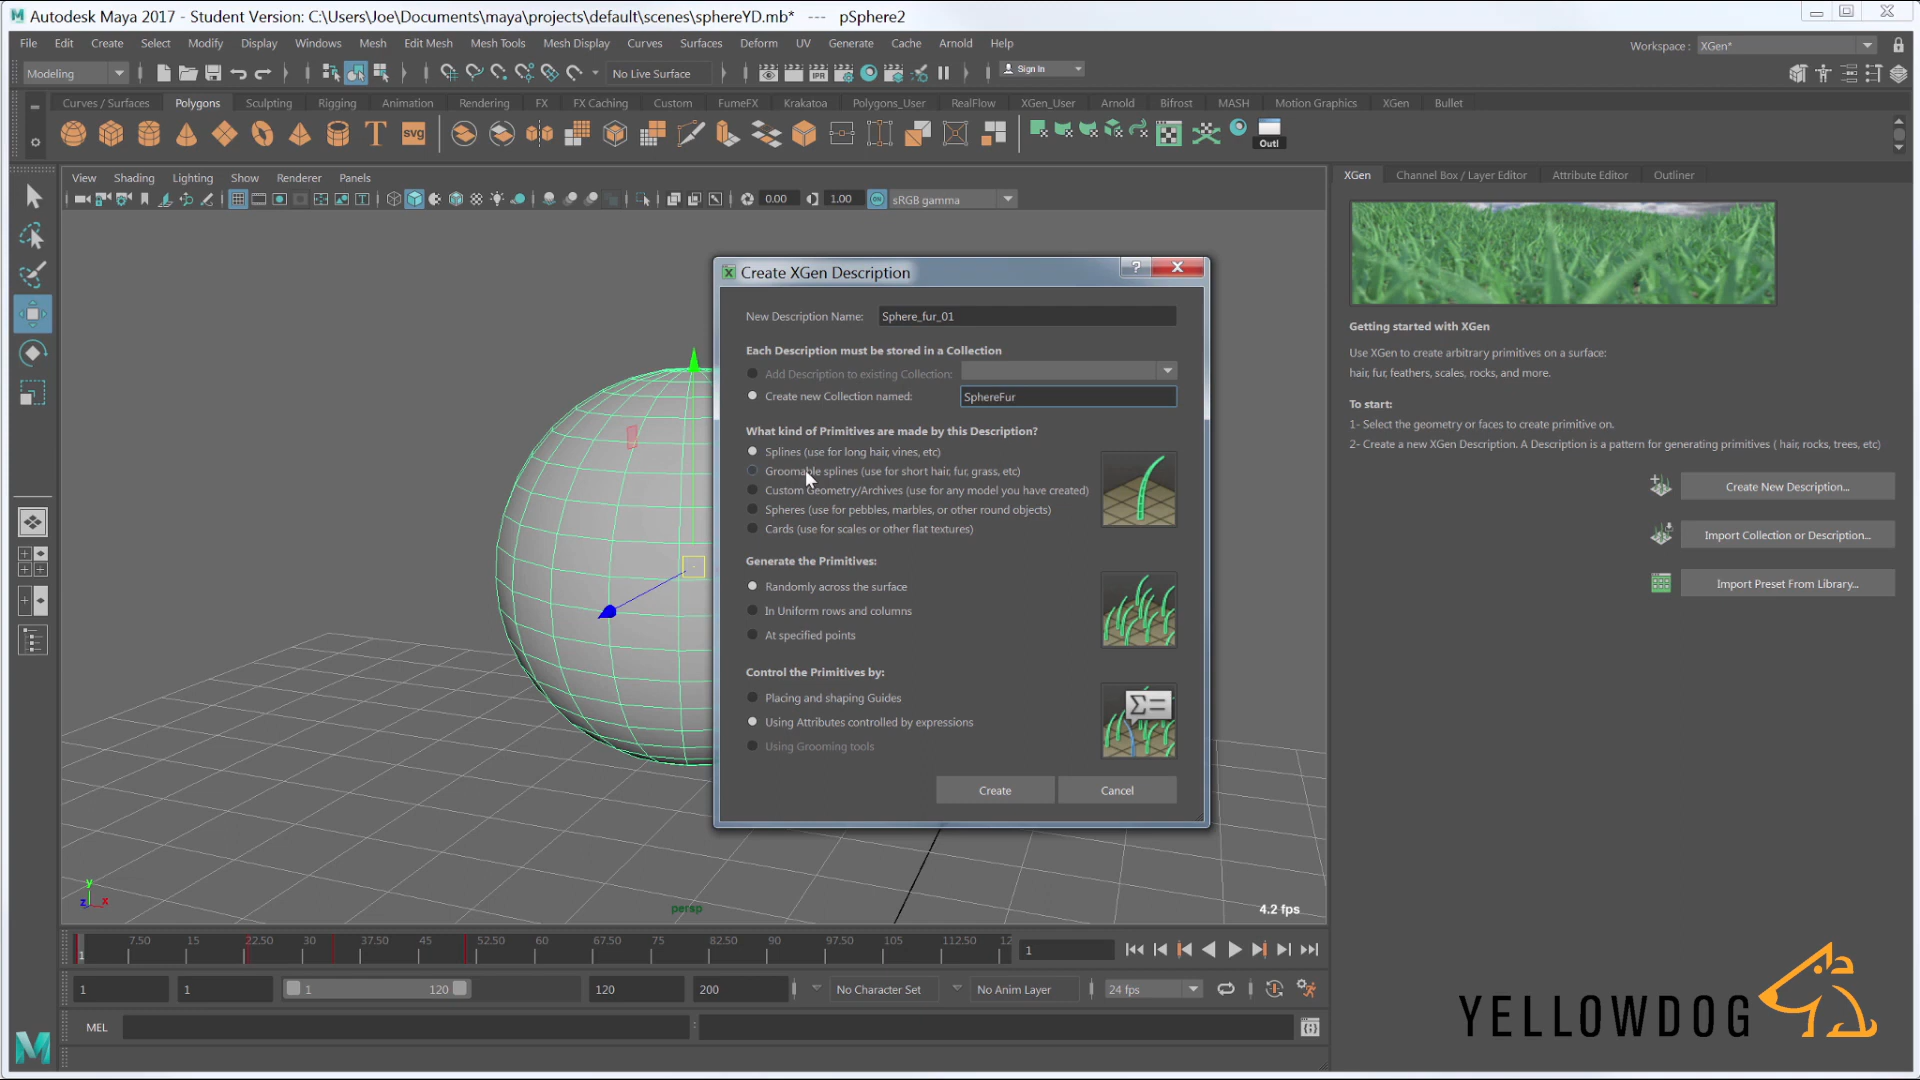 Autodesk Maya 2017 - Student Version: C:\Users\Joe\Documents\maya\projects\default\scenes\sphereYD.mb* --- pSphere2
File Edit Create Select Modify Display Windows Mesh Edit Mesh Mesh Tools Mesh Display Curves Surfaces Deform UV Generate Cache Arnold Help
Workspace : XGen*
Modeling
No Live Surface
IPR
Sign In
Curves / Surfaces Polygons Sculpting Rigging Animation Rendering FX FX Caching Custom FumeFX Krakatoa Polygons_User RealFlow XGen_User Arnold Bifrost MASH Motion Graphics XGen Bullet
T svg
Outl
View Shading Lighting Show Renderer Panels
0.00 1.00 ON sRGB gamma
XGen Channel Box / Layer Editor Attribute Editor Outliner
Create XGen Description
New Description Name: Sphere_fur_01
Each Description must be stored in a Collection
Add Description to existing Collection:
Create new Collection named: SphereFur
What kind of Primitives are made by this Description?
Splines (use for long hair, vines, etc)
Groomable splines (use for short hair, fur, grass, etc)
Custom Geometry/Archives (use for any model you have created)
Spheres (use for pebbles, marbles, or other round objects)
Cards (use for scales or other flat textures)
Generate the Primitives:
Randomly across the surface
In Uniform rows and columns
At specified points
Control the Primitives by:
Placing and shaping Guides
Using Attributes controlled by expressions
Using Grooming tools
Create Cancel
Getting started with XGen
Use XGen to create arbitrary primitives on a surface:
hair, fur, feathers, scales, rocks, and more.
To start:
1- Select the geometry or faces to create primitive on.
2- Create a new XGen Description. A Description is a pattern for generating primitives ( hair, rocks, trees, etc)
Create New Description...
Import Collection or Description...
Import Preset From Library...
y
z x
persp
4.2 fps
1 7.50 15 22.50 30 37.50 45 52.50 60 67.50 75 82.50 90 97.50 105 112.50 12
1
1 1 1 120 120 200 No Character Set No Anim Layer 24 fps
MEL
YELLOWDOG